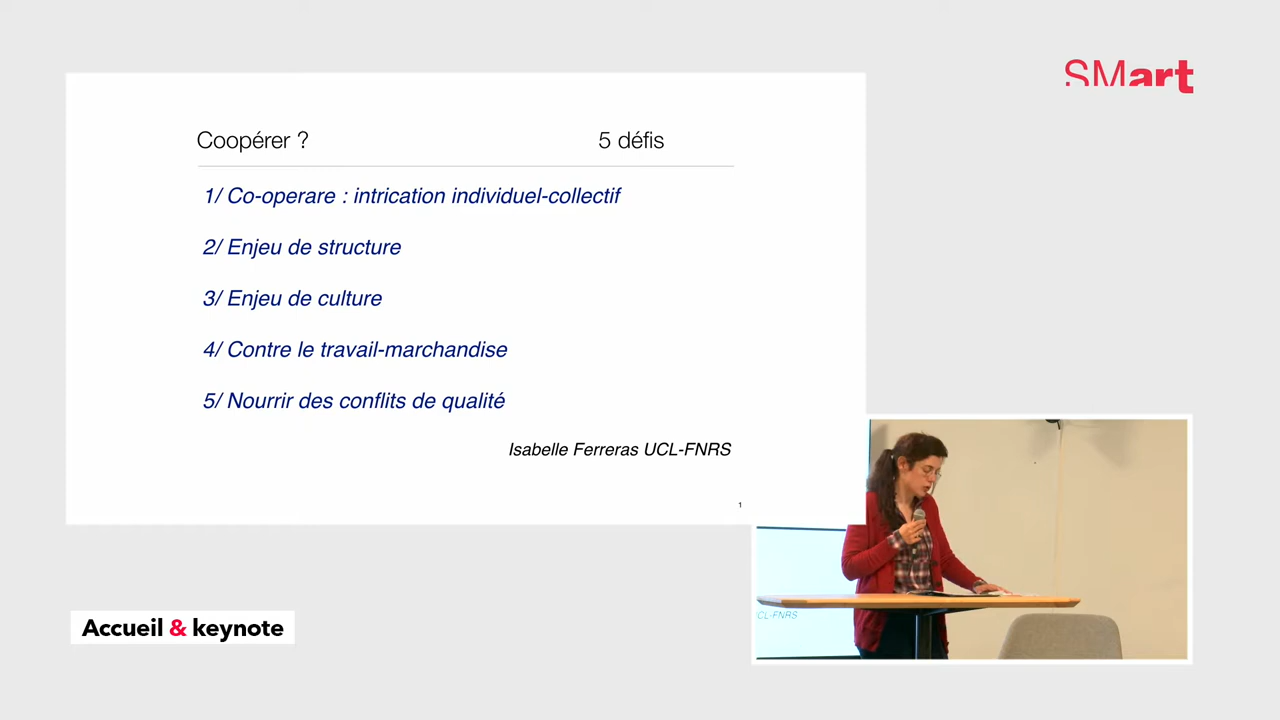 SMart
Coopérer ? 5 défis
1/ Co-operare : intrication individuel-collectif
2/ Enjeu de structure
3/ Enjeu de culture
4/ Contre le travail-marchandise
5/ Nourrir des conflits de qualité
Isabelle Ferreras UCL-FNRS
1
UCL-FNRS
Accueil & keynote